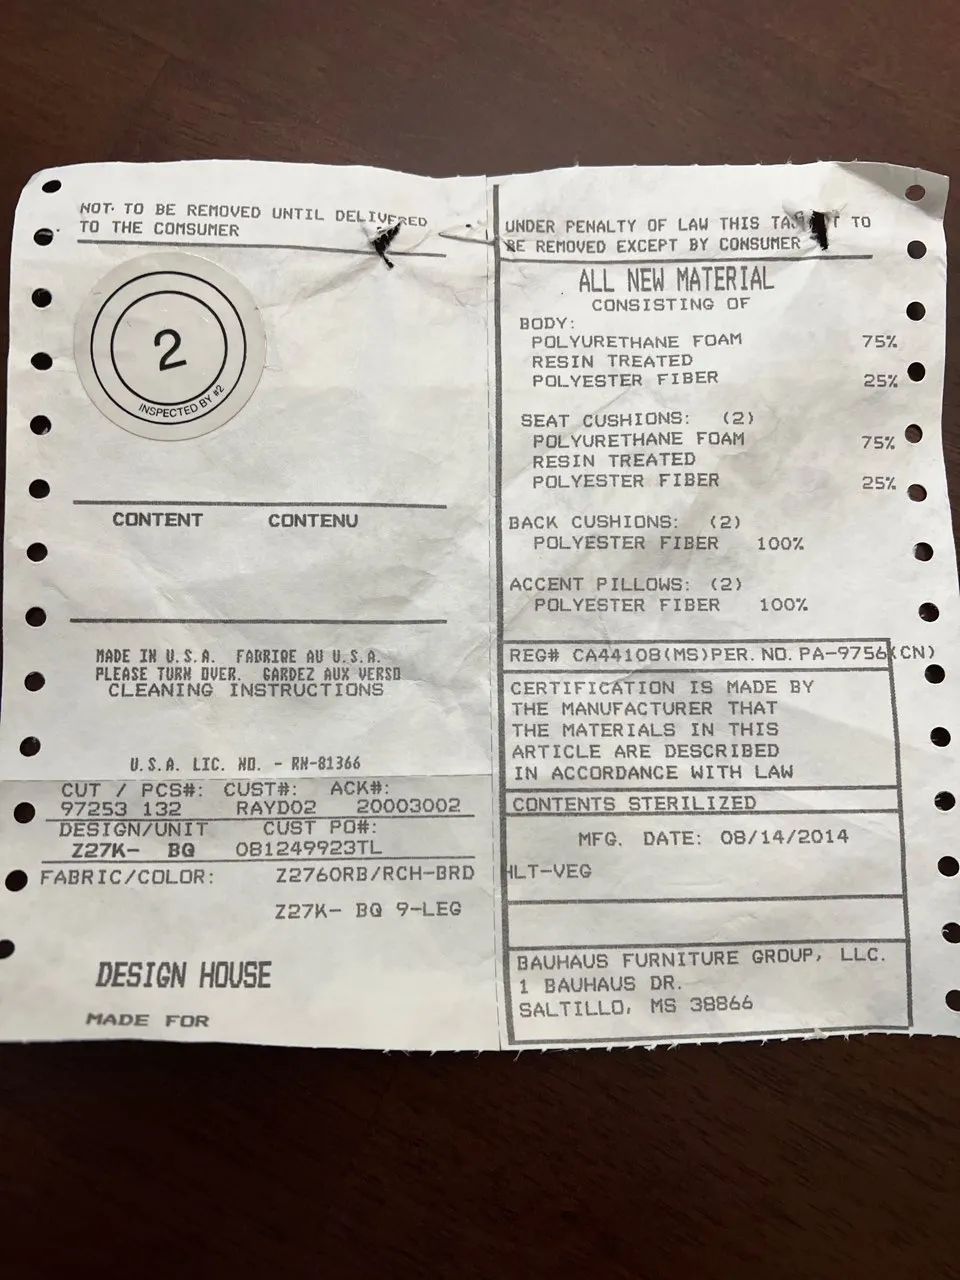 NOT TO BE REMOVED UNTIL DELIVERED
TO THE COMSUMER
2
INSPECTED BY #2
CONTENT CONTENU
MADE IN U.S.A. FABRIQE AU U.S.A.
PLEASE TURN OVER. GARDEZ AUX VERSO
CLEANING INSTRUCTIONS
U.S.A. LIC. NO. - RN-81366
CUT / PCS#: CUST#: ACK#:
97253 132 RAYD02 20003002
DESIGN/UNIT CUST PO#:
Z27K- BQ 081249923TL
FABRIC/COLOR: Z2760RB/RCH-BRD
Z27K- BQ 9-LEG
DESIGN HOUSE
MADE FOR
UNDER PENALTY OF LAW THIS TO
BE REMOVED EXCEPT BY CONSUMER
ALL NEW MATERIAL
CONSISTING OF
BODY:
POLYURETHANE FOAM 75%
RESIN TREATED
POLYESTER FIBER 25%
SEAT CUSHIONS: (2)
POLYURETHANE FOAM 75%
RESIN TREATED
POLYESTER FIBER 25%
BACK CUSHIONS: (2)
POLYESTER FIBER 100%
ACCENT PILLOWS: (2)
POLYESTER FIBER 100%
REG# CA44108(MS)PER. NO. PA-9756(CN)
CERTIFICATION IS MADE BY
THE MANUFACTURER THAT
THE MATERIALS IN THIS
ARTICLE ARE DESCRIBED
IN ACCORDANCE WITH LAW
CONTENTS STERILIZED
MFG. DATE: 08/14/2014
HLT-VEG
BAUHAUS FURNITURE GROUP, LLC.
1 BAUHAUS DR.
SALTILLO, MS 38866